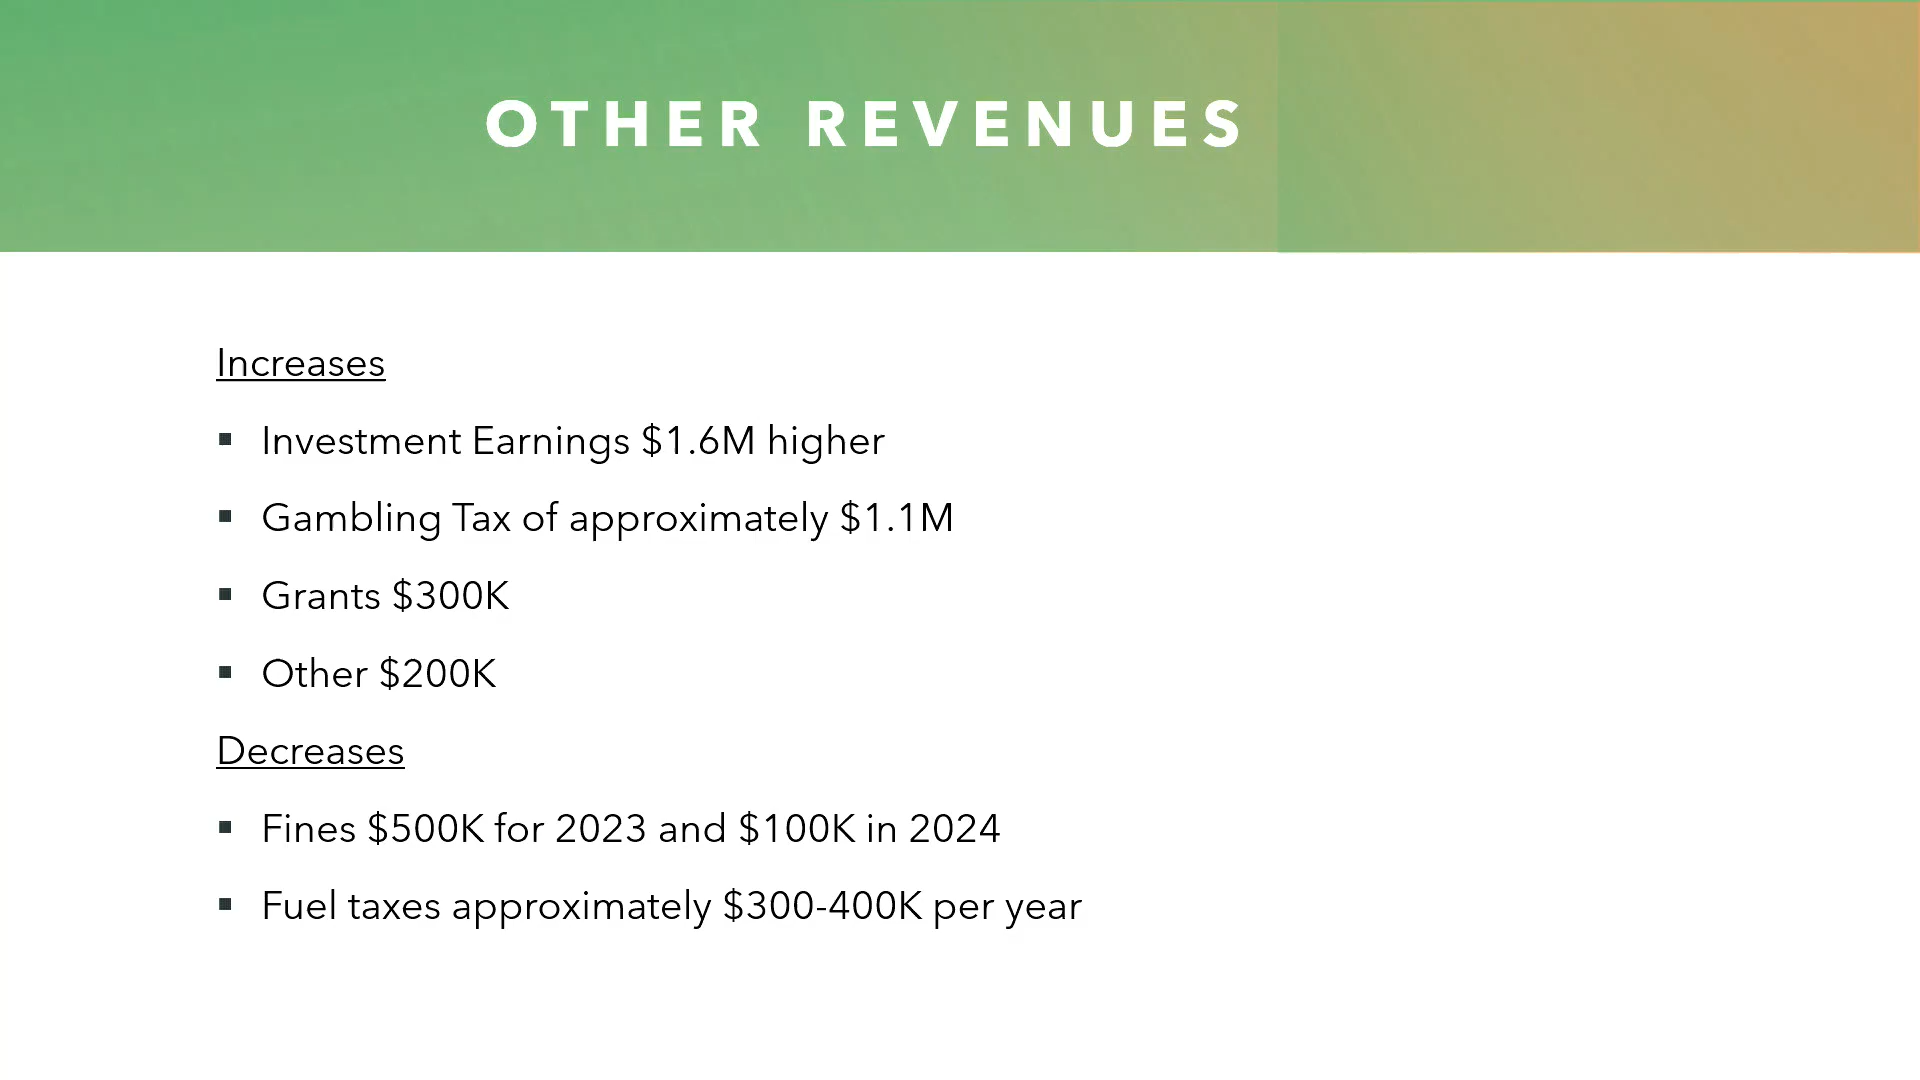 OTHER REVENUES
Increases
▪ Investment Earnings $1.6M higher
▪ Gambling Tax of approximately $1.1M
▪ Grants $300K
▪ Other $200K
Decreases
▪ Fines $500K for 2023 and $100K in 2024
▪ Fuel taxes approximately $300-400K per year